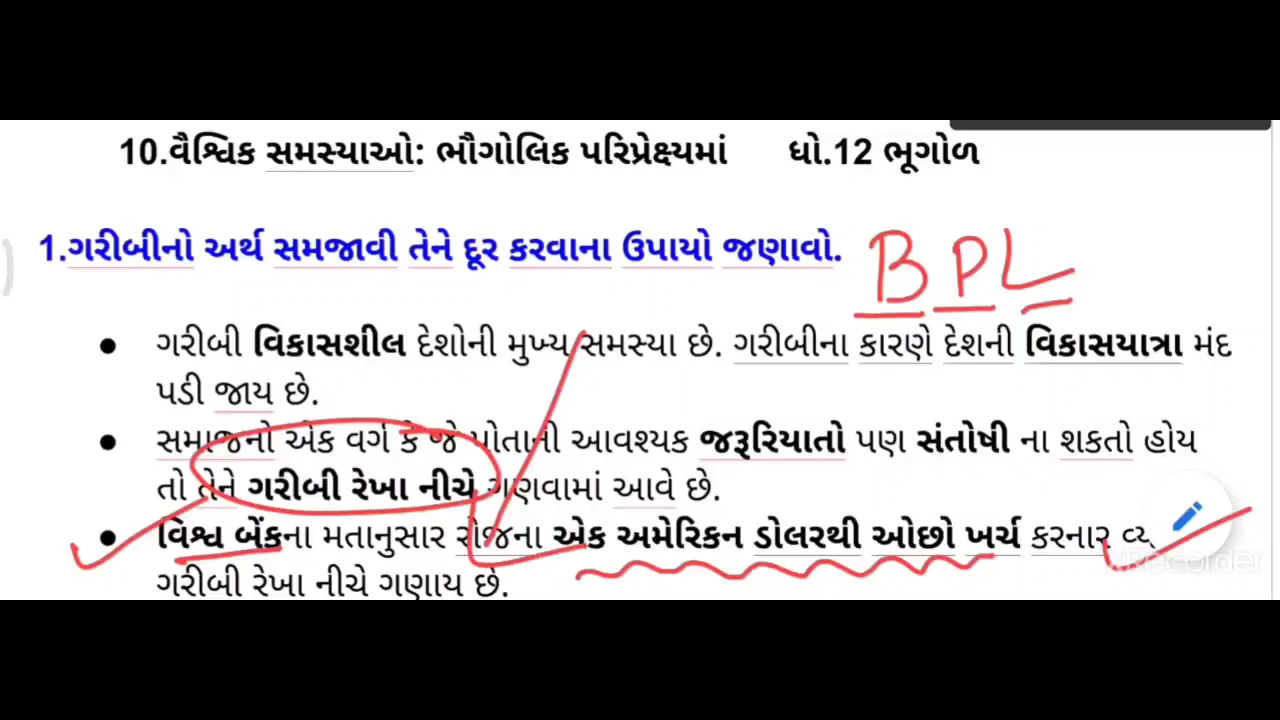 10.વૈશ્વિક સમસ્યાઓ: ભૌગોલિક પરિપ્રેક્ષ્યમાં ધો.12 ભૂગોળ
1.ગરીબીનો અર્થ સમજાવી તેને દૂર કરવાના ઉપાયો જણાવો.
BPL
● ગરીબી વિકાસશીલ દેશોની મુખ્ય સમસ્યા છે. ગરીબીના કારણે દેશની વિકાસયાત્રા મંદ
પડી જાય છે.
● સમાજનો એક વર્ગ કે જે પોતાની આવશ્યક જરૂરિયાતો પણ સંતોષી ના શકતો હોય
તો તેને ગરીબી રેખા નીચે ગણવામાં આવે છે.
● વિશ્વ બેંકના મતાનુસાર રોજના એક અમેરિકન ડોલરથી ઓછો ખર્ચ કરનાર
ગરીબી રેખા નીચે ગણાય છે.